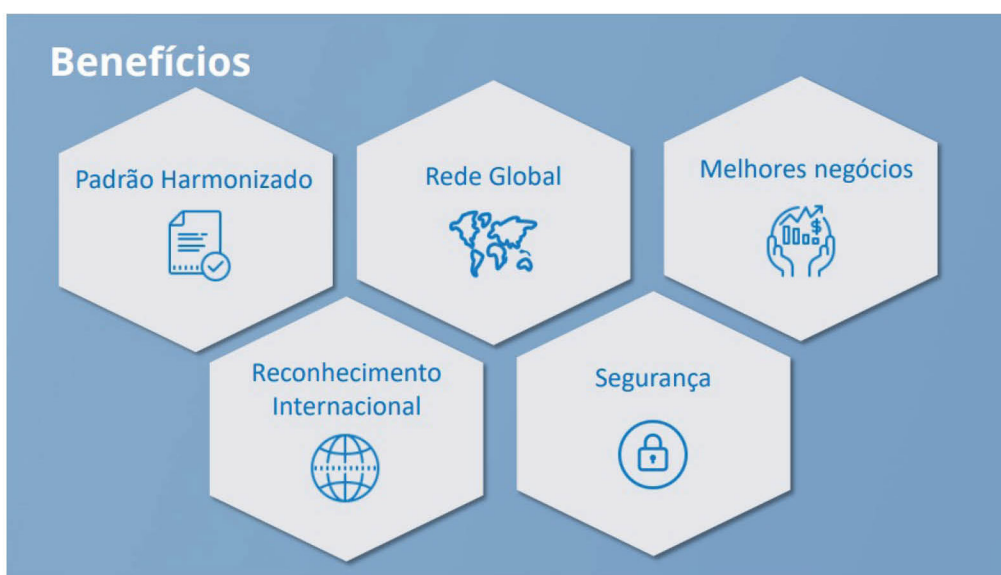 Benefícios
Padrão Harmonizado
Rede Global
Melhores negócios
$
Reconhecimento
Internacional
Segurança